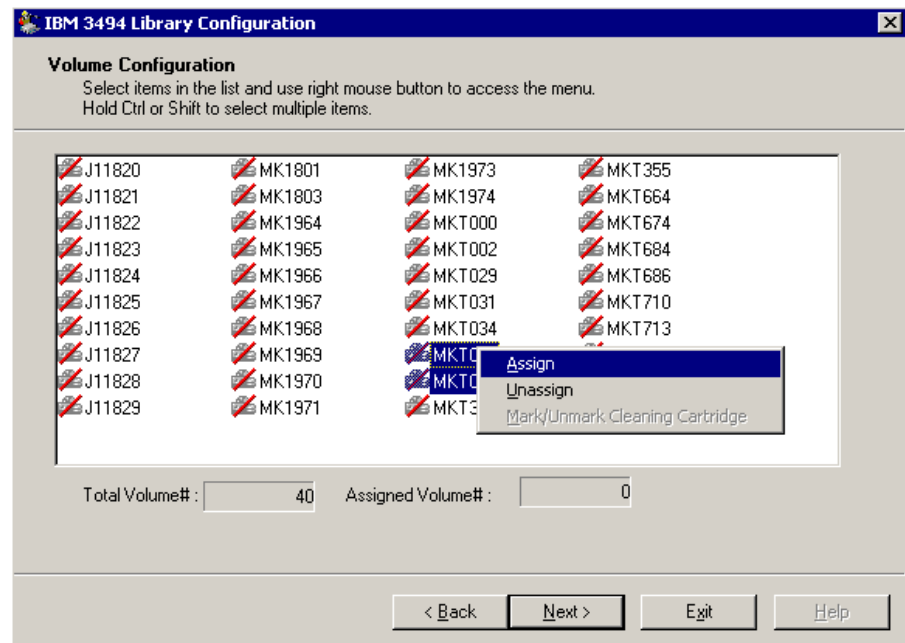 IBM 3494 Library Configuration
Volume Configuration
Select items in the list and use right mouse button to access the menu.
Hold Ctrl or Shift to select multiple items.
J11820 MK1801 MK1973 MKT355
J11821 MK1803 MK1974 MKT664
J11822 MK1964 MKT000 MKT674
J11823 MK1965 MKT002 MKT684
J11824 MK1966 MKT029 MKT686
J11825 MK1967 MKT031 MKT710
J11826 MK1968 MKT034 MKT713
J11827 MK1969
J11828 MK1970
J11829 MK1971
Assign
Unassign
Mark/Unmark Cleaning Cartridge
Total Volume# : 40 Assigned Volume# : 0
< Back Next > Exit Help